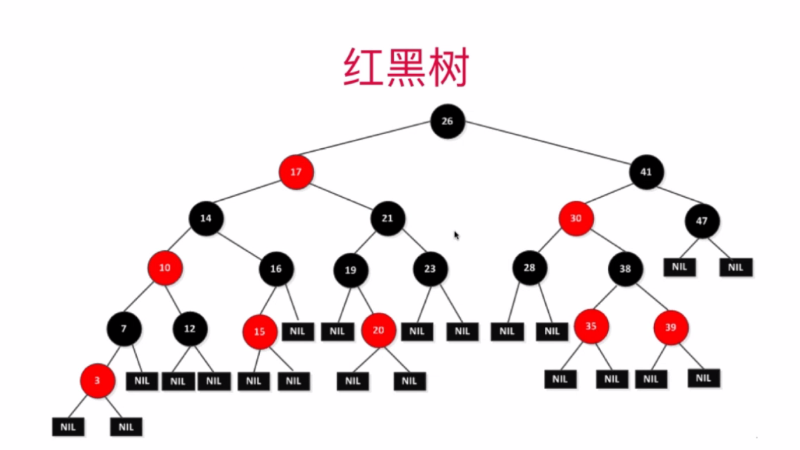 红黑树
26
17 41
14 21 30 47
10 16 19 23 28 38 NIL NIL
7 12 15 NIL NIL 20 NIL NIL NIL NIL 35 39
3 NIL NIL NIL NIL NIL NIL NIL NIL NIL NIL NIL
NIL NIL